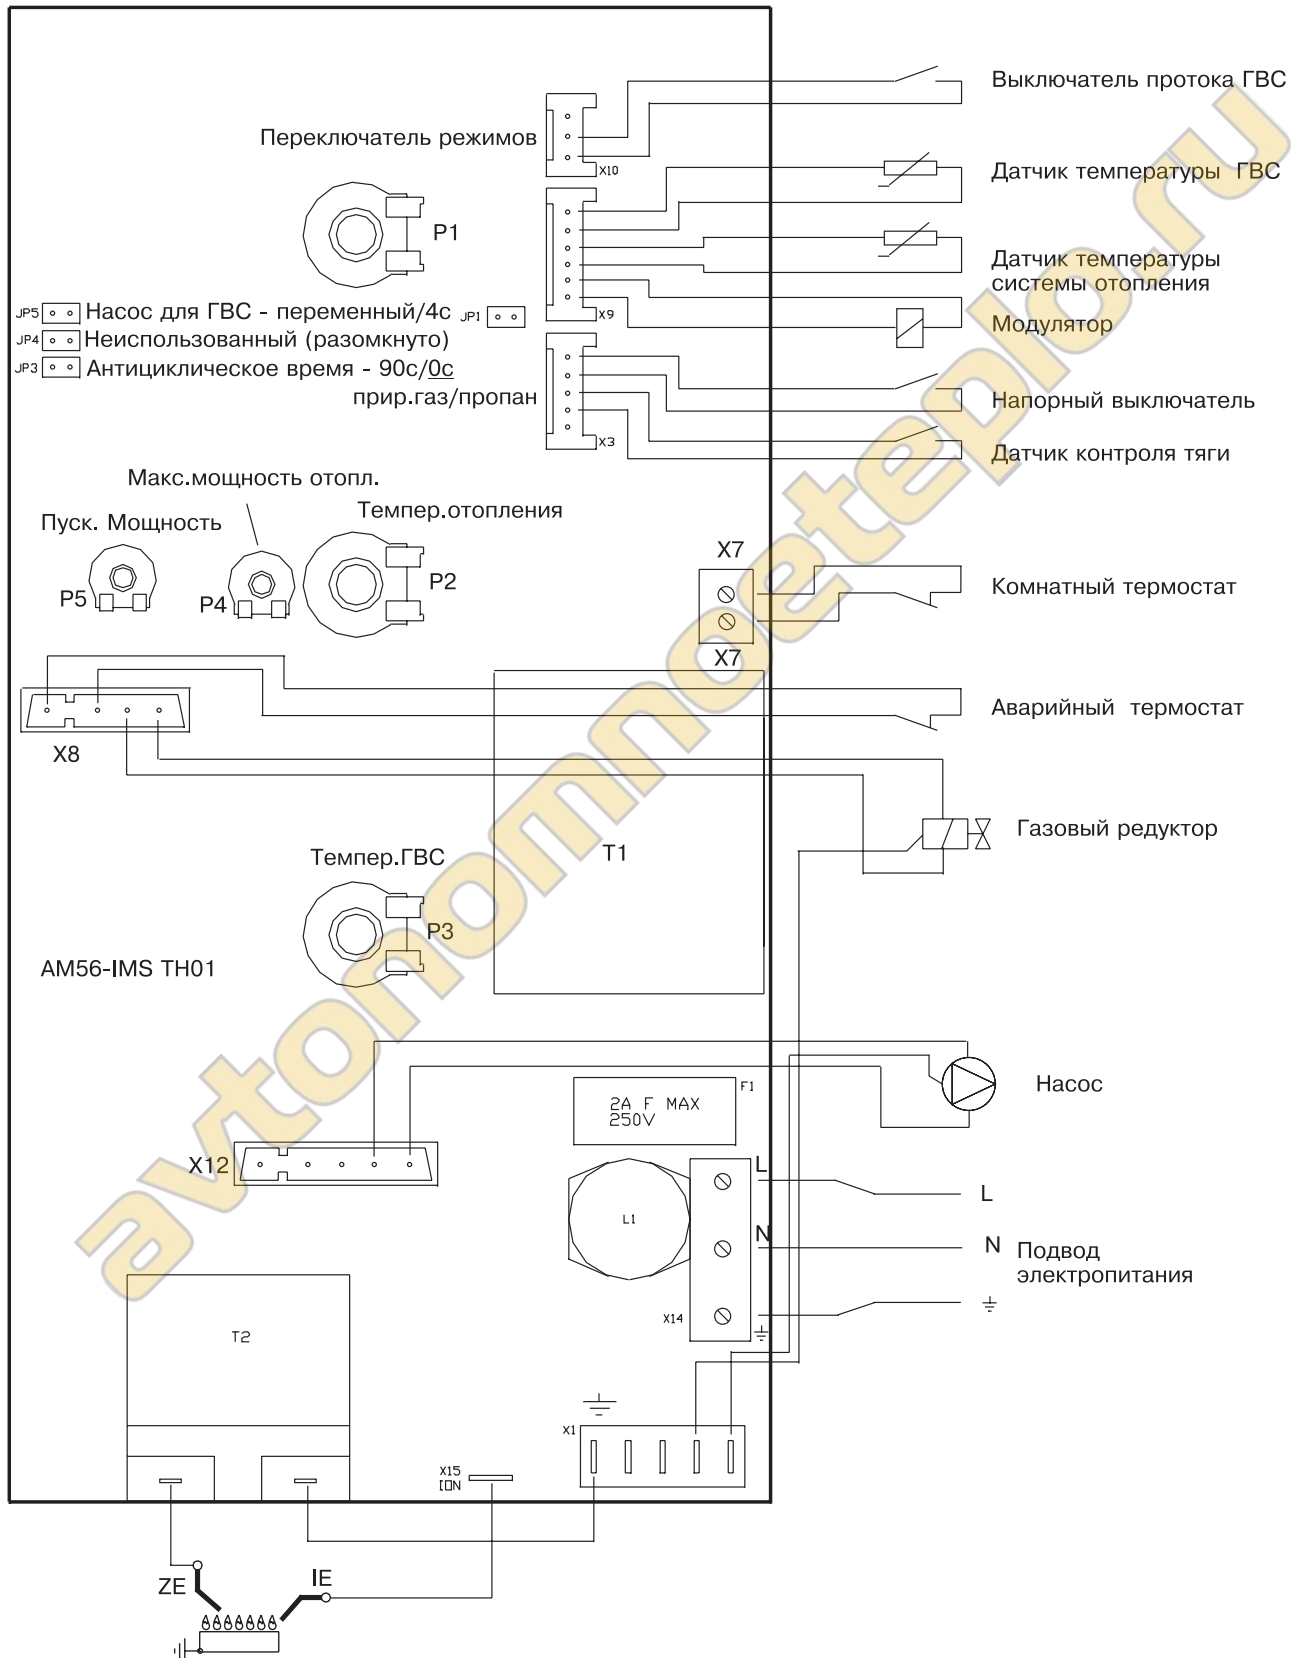 Выключатель протока ГВС
Переключатель режимов
X10
Датчик температуры ГВС
P1
Датчик температуры
системы отопления
JP5 Насос для ГВС - переменный/4с JP1
X9
Модулятор
JP4 Неиспользованный (разомкнуто)
JP3 Антициклическое время - 90с/0с
прир.газ/пропан
Напорный выключатель
X3
Датчик контроля тяги
Макс.мощность отопл.
Пуск. Мощность
Темпер.отопления
X7
P5
P4
P2
Комнатный термостат
X7
Аварийный термостат
X8
Газовый редуктор
T1
Темпер.ГВС
P3
AM56-IMS TH01
Насос
F1
2A F MAX
250V
X12
L
L
L1
N
N
Подвод
электропитания
X14
T2
X1
X15
ION
ZE
IE
avtonomnoeteplo.ru